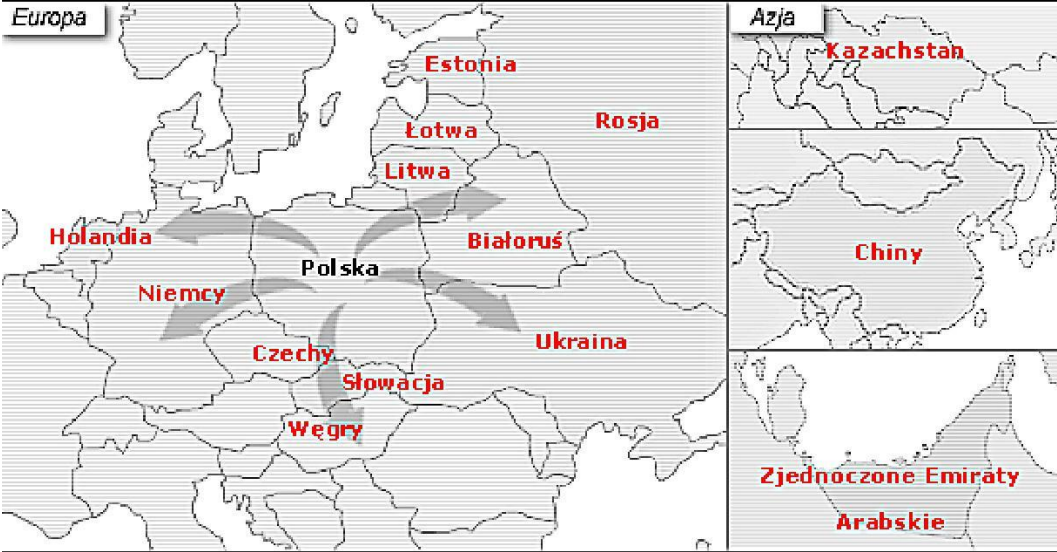 Europa
Azja
Estonia
Kazachstan
Łotwa
Rosja
Litwa
Holandia
Białoruś
Polska
Chiny
Niemcy
Ukraina
Czechy
Słowacja
Węgry
Zjednoczone Emiraty
Arabskie